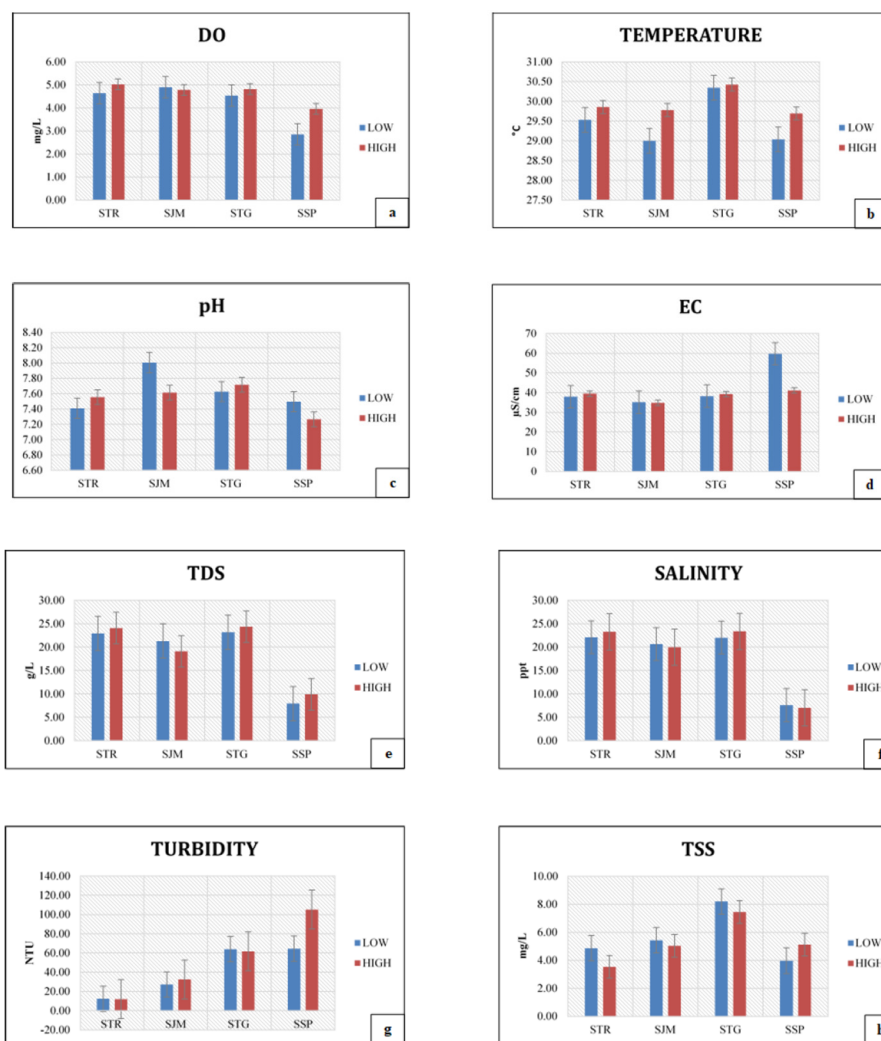 DO
6.00
5.00
4.00
3.00
2.00
1.00
0.00
mg/L
STR SJM STG SSP
LOW
HIGH
a
TEMPERATURE
31.00
30.50
30.00
29.50
29.00
28.50
28.00
27.50
°C
STR SJM STG SSP
LOW
HIGH
b
pH
8.40
8.20
8.00
7.80
7.60
7.40
7.20
7.00
6.80
6.60
STR SJM STG SSP
LOW
HIGH
c
EC
70
60
50
40
30
20
10
0
µS/cm
STR SJM STG SSP
LOW
HIGH
d
TDS
30.00
25.00
20.00
15.00
10.00
5.00
0.00
g/L
STR SJM STG SSP
LOW
HIGH
e
SALINITY
30.00
25.00
20.00
15.00
10.00
5.00
0.00
ppt
STR SJM STG SSP
LOW
HIGH
f
TURBIDITY
140.00
120.00
100.00
80.00
60.00
40.00
20.00
0.00
-20.00
NTU
STR SJM STG SSP
LOW
HIGH
g
TSS
10.00
8.00
6.00
4.00
2.00
0.00
mg/L
STR SJM STG SSP
LOW
HIGH